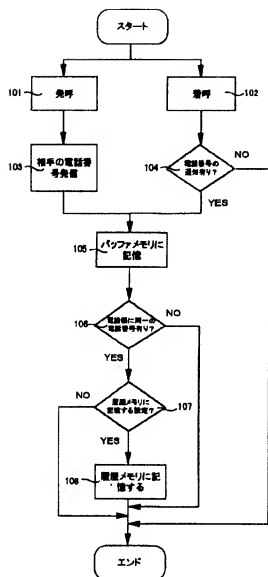 スタート
101
発呼
着呼
102
103
相手の電話番
号発信
104
電話番号の
通知有り?
NO
YES
105
バッファメモリに
記憶
106
電話帳に同一の
電話番号有り?
NO
YES
NO
履歴メモリに
記憶する設定?
107
YES
108
履歴メモリに記
憶する
エンド